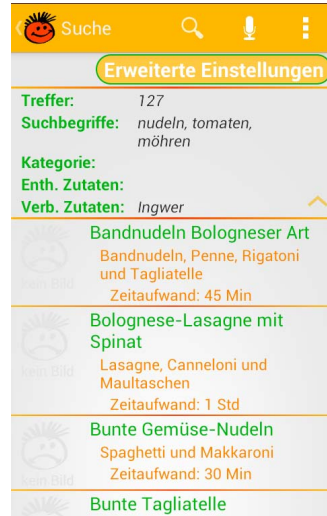 Suche
Erweiterte Einstellungen
Treffer: 127
Suchbegriffe: nudeln, tomaten,
möhren
Kategorie:
Enth. Zutaten:
Verb. Zutaten: Ingwer
Bandnudeln Bologneser Art
Bandnudeln, Penne, Rigatoni
und Tagliatelle
kein Bild
Zeitaufwand: 45 Min
Bolognese-Lasagne mit
Spinat
Lasagne, Canneloni und
Maultaschen
kein Bild
Zeitaufwand: 1 Std
Bunte Gemüse-Nudeln
Spaghetti und Makkaroni
kein Bild
Zeitaufwand: 30 Min
Bunte Tagliatelle